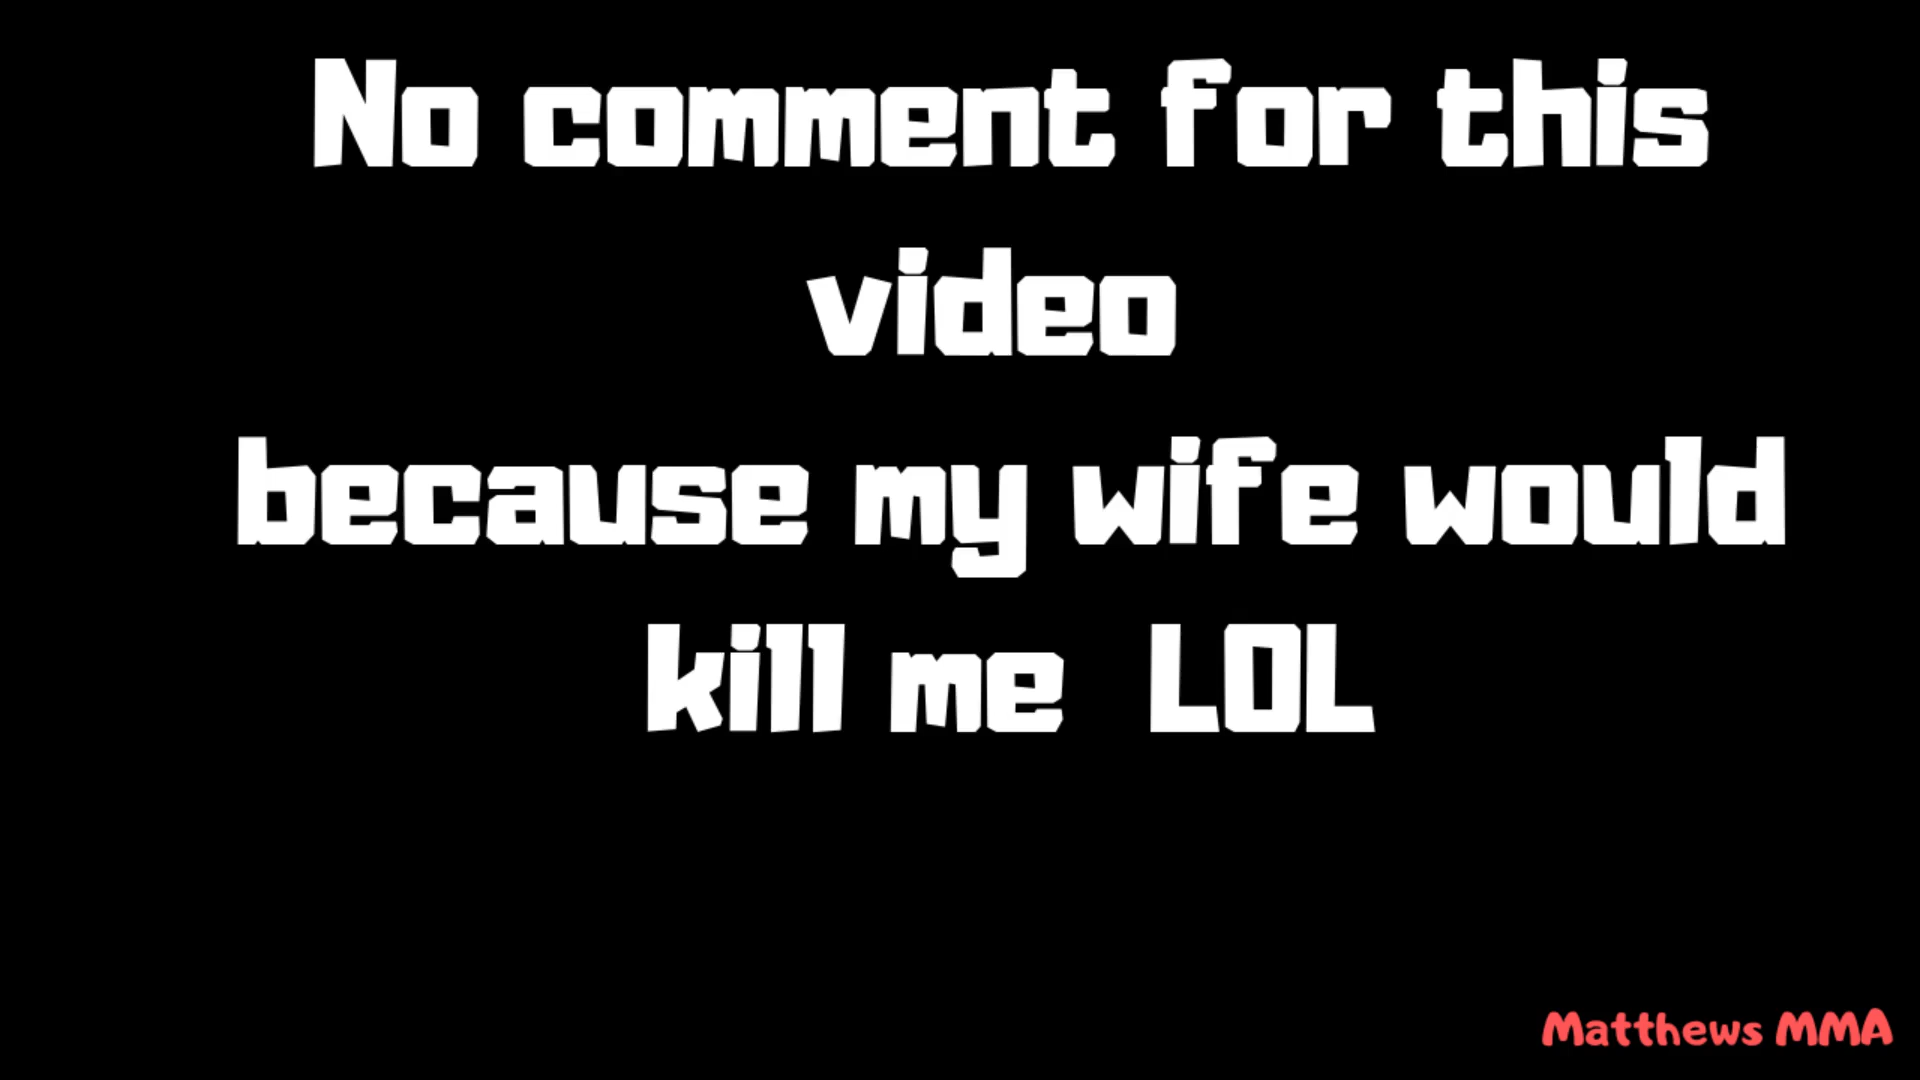 No comment for this
video
because my wife would
kill me  LOL
Matthews MMA